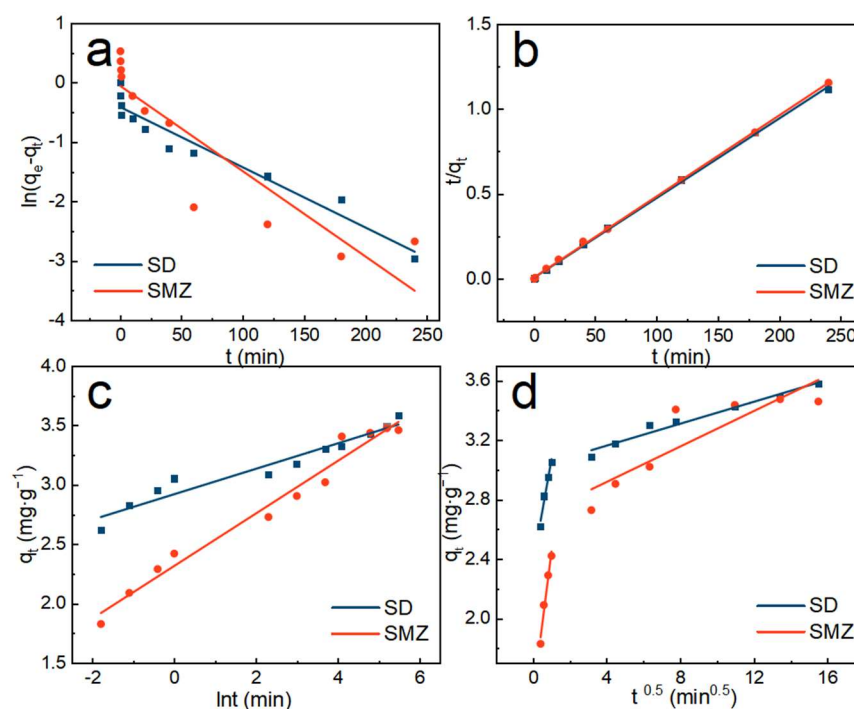 a
ln(qe-qt)
1
0
-1
-2
-3
-4
SD
SMZ
0 50 100 150 200 250
t (min)
b
t/qt
1.5
1.0
0.5
0.0
SD
SMZ
0 50 100 150 200 250
t (min)
c
qt (mg·g⁻¹)
4.0
3.5
3.0
2.5
2.0
1.5
SD
SMZ
-2 0 2 4 6
lnt (min)
d
qt (mg·g⁻¹)
3.6
3.2
2.8
2.4
2.0
SD
SMZ
0 4 8 12 16
t 0.5 (min0.5)